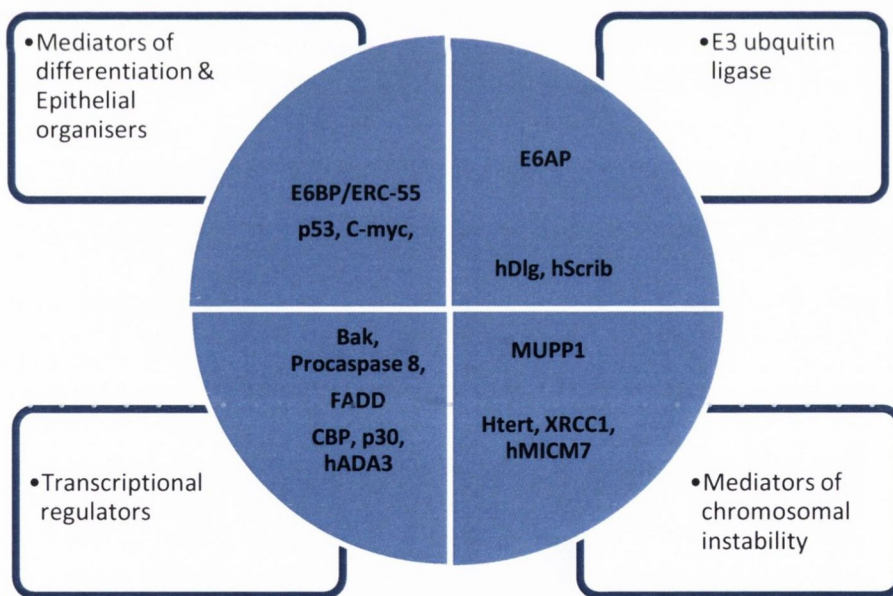 •Mediators of
differentiation &
Epithelial
organisers
•E3 ubquitin
ligase
E6BP/ERC-55
p53, C-myc,
E6AP
hDlg, hScrib
Bak,
Procaspase 8,
FADD
CBP, p30,
hADA3
MUPP1
Htert, XRCC1,
hMICM7
•Transcriptional
regulators
•Mediators of
chromosomal
instability